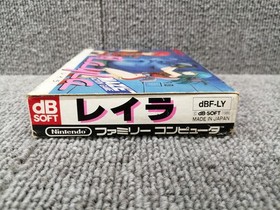 dB
SOFT
レイラ
dBF-LY
dB-SOFT
MADE IN JAPAN
Nintendo
ファミリー コンピュータ